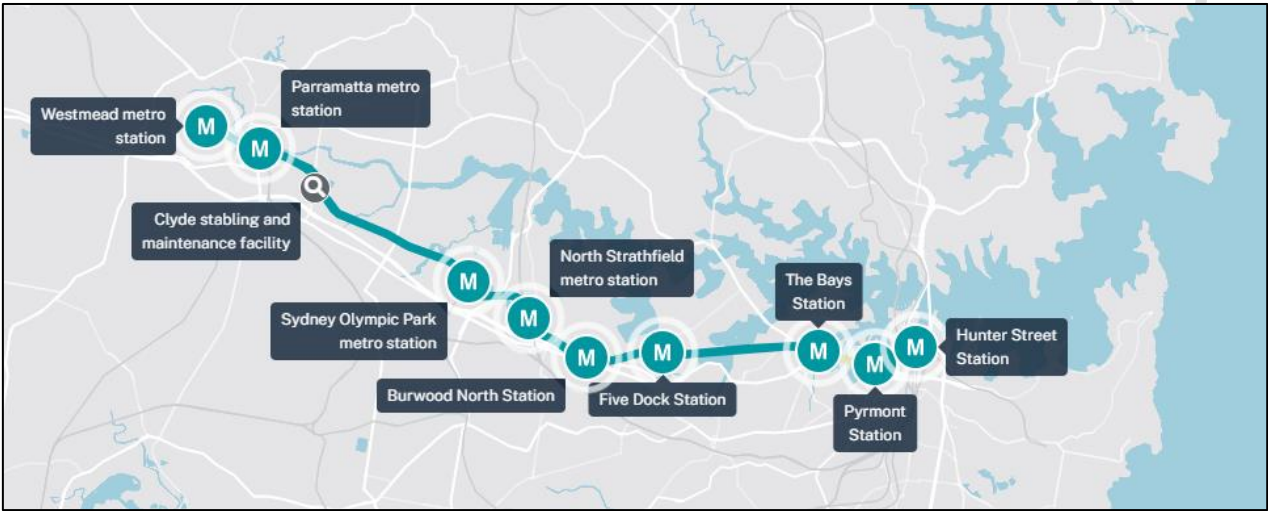 Westmead metro
station
M
Parramatta metro
station
M
Clyde stabling and
maintenance facility
M
Sydney Olympic Park
metro station
North Strathfield
metro station
M
Burwood North Station
M
M
Five Dock Station
The Bays
Station
M
M
Pyrmont
Station
M
Hunter Street
Station